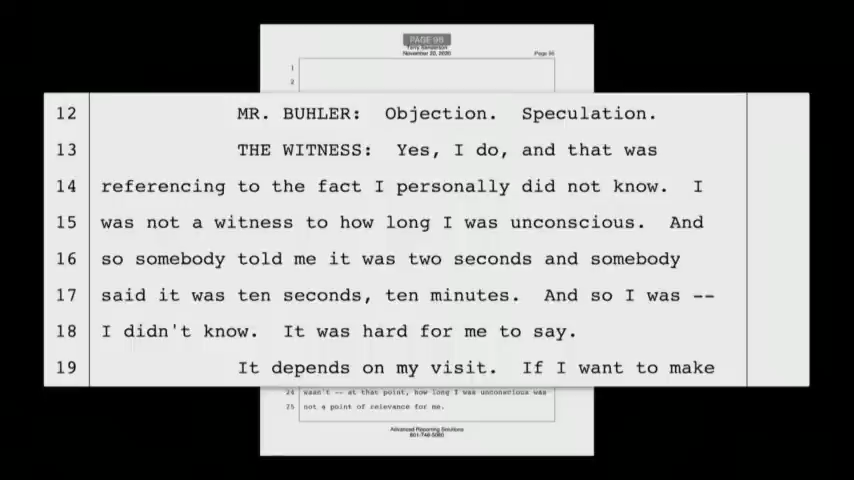 PAGE 96
Terry Sanderson
November 20, 2020
Page 96
1
2
12 MR. BUHLER: Objection. Speculation.
13 THE WITNESS: Yes, I do, and that was
14 referencing to the fact I personally did not know. I
15 was not a witness to how long I was unconscious. And
16 so somebody told me it was two seconds and somebody
17 said it was ten seconds, ten minutes. And so I was --
18 I didn't know. It was hard for me to say.
19 It depends on my visit. If I want to make
24 wasn't -- at that point, how long I was unconscious was
25 not a point of relevance for me.
Advanced Reporting Solutions
801-746-5080